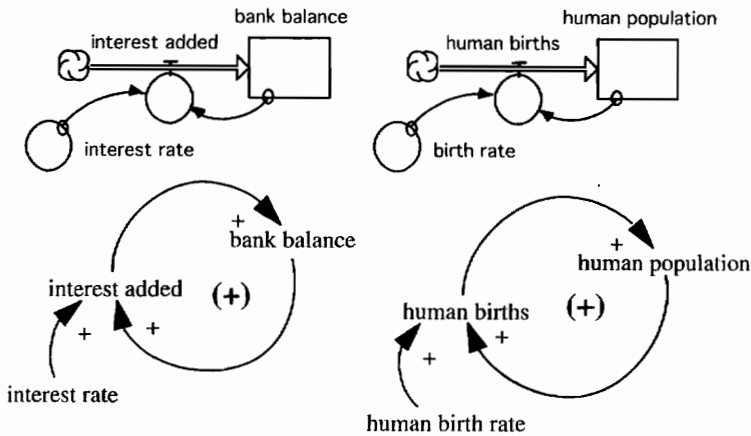 bank balance
interest added
interest rate
human population
human births
birth rate
+
bank balance
interest added
(+)
+
+
interest rate
+
human population
human births
(+)
+
+
human birth rate